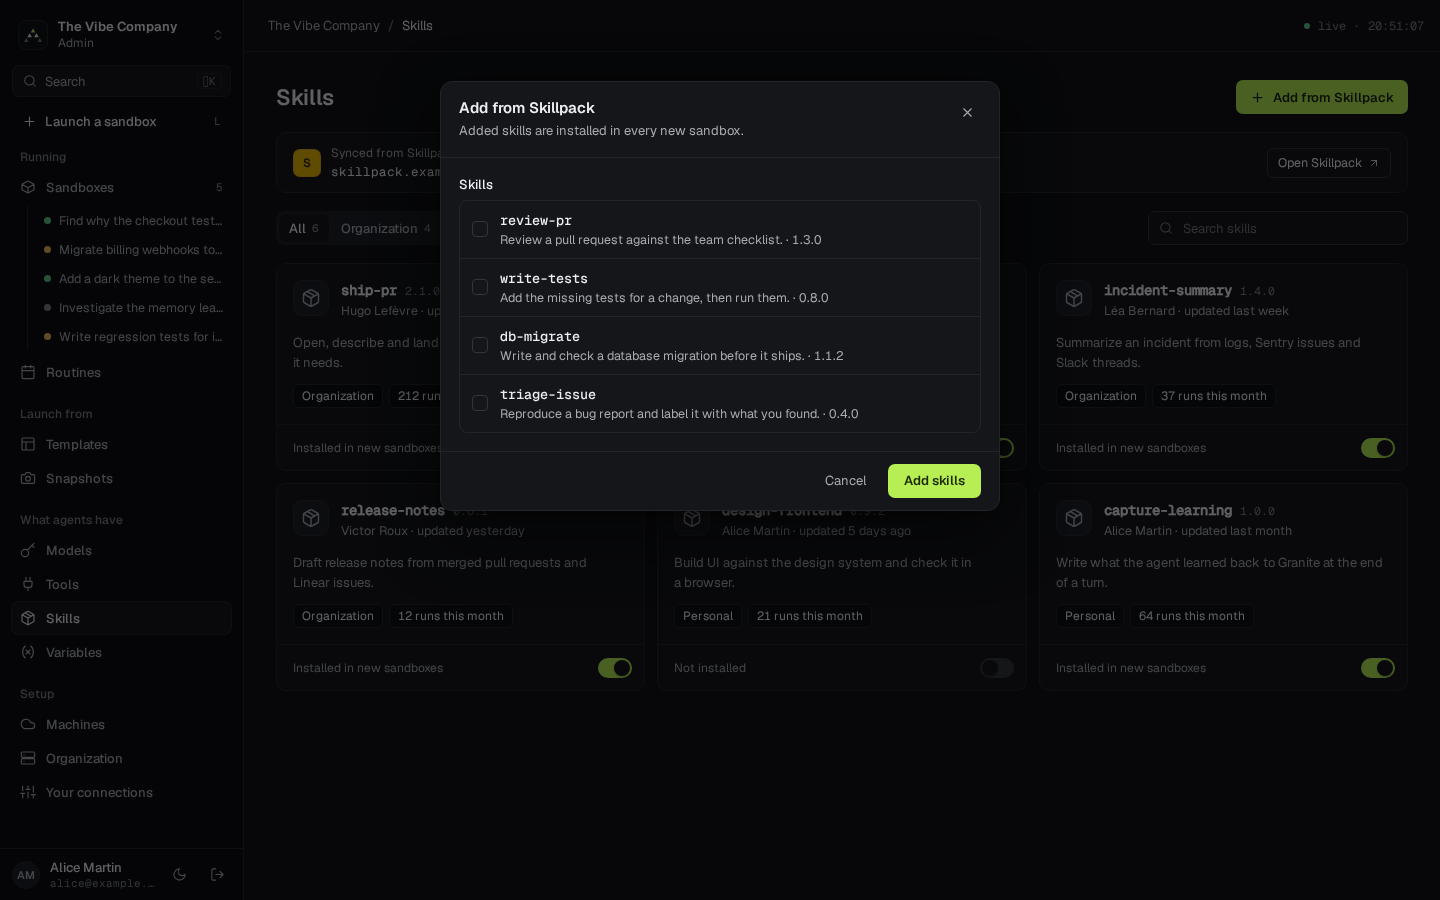 The Vibe Company
Admin
Search
K
Launch a sandbox
L
Running
Sandboxes
5
Find why the checkout test…
Migrate billing webhooks to…
Add a dark theme to the se…
Investigate the memory lea…
Write regression tests for i…
Routines
Launch from
Templates
Snapshots
What agents have
Models
Tools
Skills
Variables
Setup
Machines
Organization
Your connections
AM
Alice Martin
alice@example.…
The Vibe Company / Skills
live · 20:51:07
Skills
Add from Skillpack
S
Synced from Skillpa
skillpack.exam
Open Skillpack
All 6
Organization 4
Search skills
Add from Skillpack
Added skills are installed in every new sandbox.
Skills
review-pr
Review a pull request against the team checklist. · 1.3.0
write-tests
Add the missing tests for a change, then run them. · 0.8.0
db-migrate
Write and check a database migration before it ships. · 1.1.2
triage-issue
Reproduce a bug report and label it with what you found. · 0.4.0
Cancel
Add skills
ship-pr 2.1.0
Hugo Lefèvre · up
Open, describe and land
it needs.
Organization
212 run
Installed in new sandboxes
incident-summary 1.4.0
Léa Bernard · updated last week
Summarize an incident from logs, Sentry issues and
Slack threads.
Organization
37 runs this month
Installed in new sandboxes
release-notes
Victor Roux · updated yesterday
Draft release notes from merged pull requests and
Linear issues.
Organization
12 runs this month
Installed in new sandboxes
design-frontend
Alice Martin · updated 5 days ago
Build UI against the design system and check it in
a browser.
Personal
21 runs this month
Not installed
capture-learning 1.0.0
Alice Martin · updated last month
Write what the agent learned back to Granite at the end
of a turn.
Personal
64 runs this month
Installed in new sandboxes